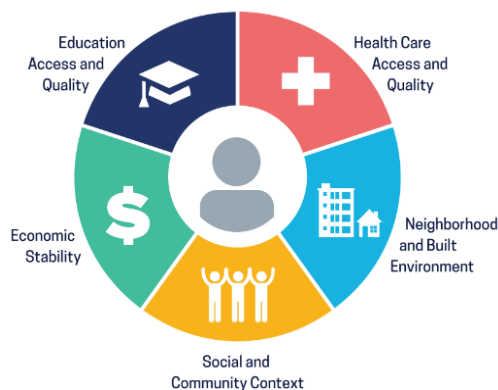 Education
Access and
Quality
Health Care
Access and
Quality
Economic
Stability
Neighborhood
and Built
Environment
Social and
Community Context
$